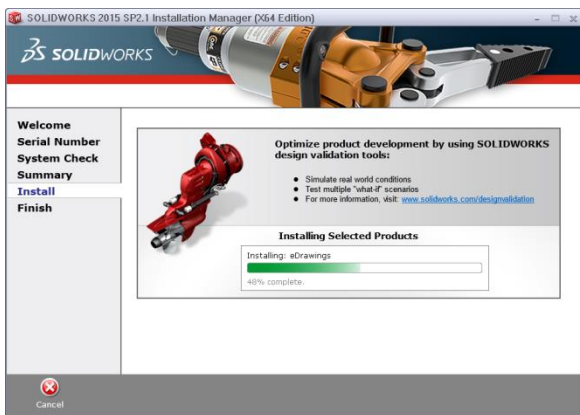 SOLIDWORKS 2015 SP2.1 Installation Manager (X64 Edition)
SOLIDWORKS
Welcome
Serial Number
System Check
Summary
Install
Finish
Optimize product development by using SOLIDWORKS
design validation tools:
Simulate real world conditions
Test multiple "what-if" scenarios
For more information, visit: www.solidworks.com/designvalidation
Installing Selected Products
Installing: eDrawings
48% complete.
Cancel